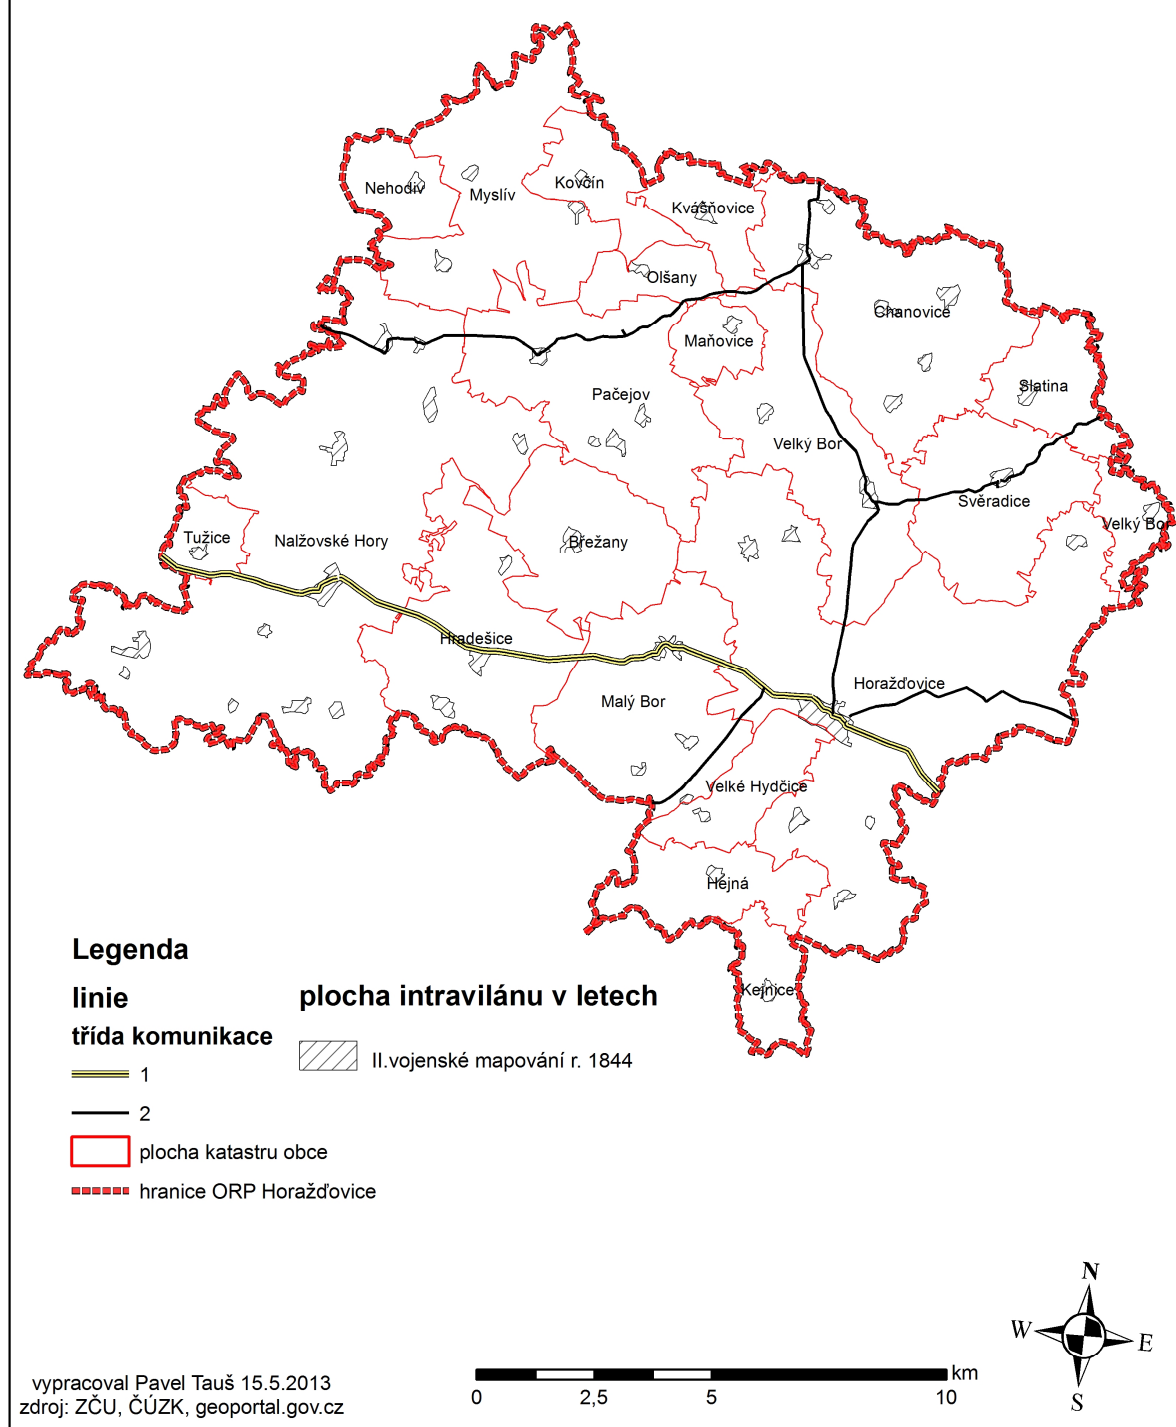 Nehodiv
Myslív
Kovčín
Kvášňovice
Olšany
Chanovice
Maňovice
Slatina
Pačejov
Velký Bor
Svěradice
Velký Bor
Tužice
Nalžovské Hory
Břežany
Hradešice
Horažďovice
Malý Bor
Velké Hydčice
Hejná
Kejnice
Legenda
linie
třída komunikace
1
2
plocha katastru obce
hranice ORP Horažďovice
plocha intravilánu v letech
II.vojenské mapování r. 1844
N
W
E
S
vypracoval Pavel Tauš 15.5.2013
zdroj: ZČU, ČÚZK, geoportal.gov.cz
km
0 2,5 5 10